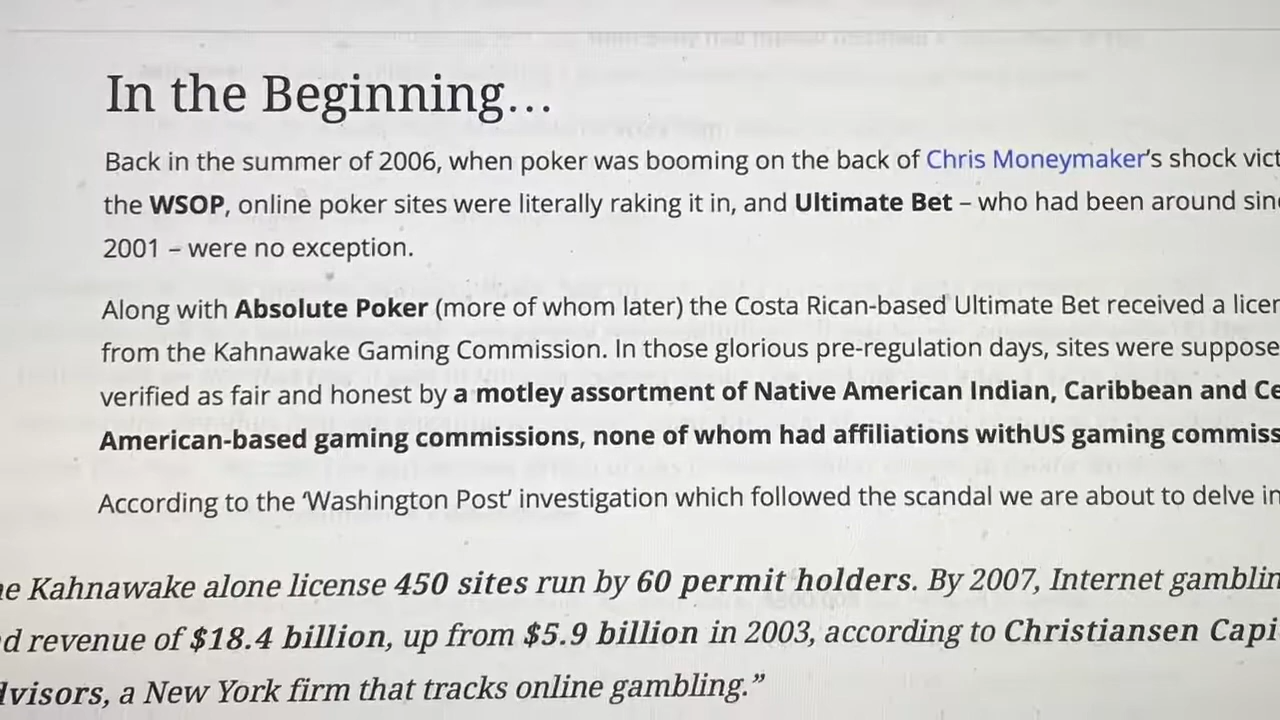 In the Beginning...
Back in the summer of 2006, when poker was booming on the back of Chris Moneymaker's shock vict
the WSOP, online poker sites were literally raking it in, and Ultimate Bet – who had been around sinc
2001 – were no exception.
Along with Absolute Poker (more of whom later) the Costa Rican-based Ultimate Bet received a licen
from the Kahnawake Gaming Commission. In those glorious pre-regulation days, sites were suppose
verified as fair and honest by a motley assortment of Native American Indian, Caribbean and Ce
American-based gaming commissions, none of whom had affiliations withUS gaming commiss
According to the ‘Washington Post’ investigation which followed the scandal we are about to delve in
e Kahnawake alone license 450 sites run by 60 permit holders. By 2007, Internet gamblin
d revenue of $18.4 billion, up from $5.9 billion in 2003, according to Christiansen Capi
dvisors, a New York firm that tracks online gambling.”